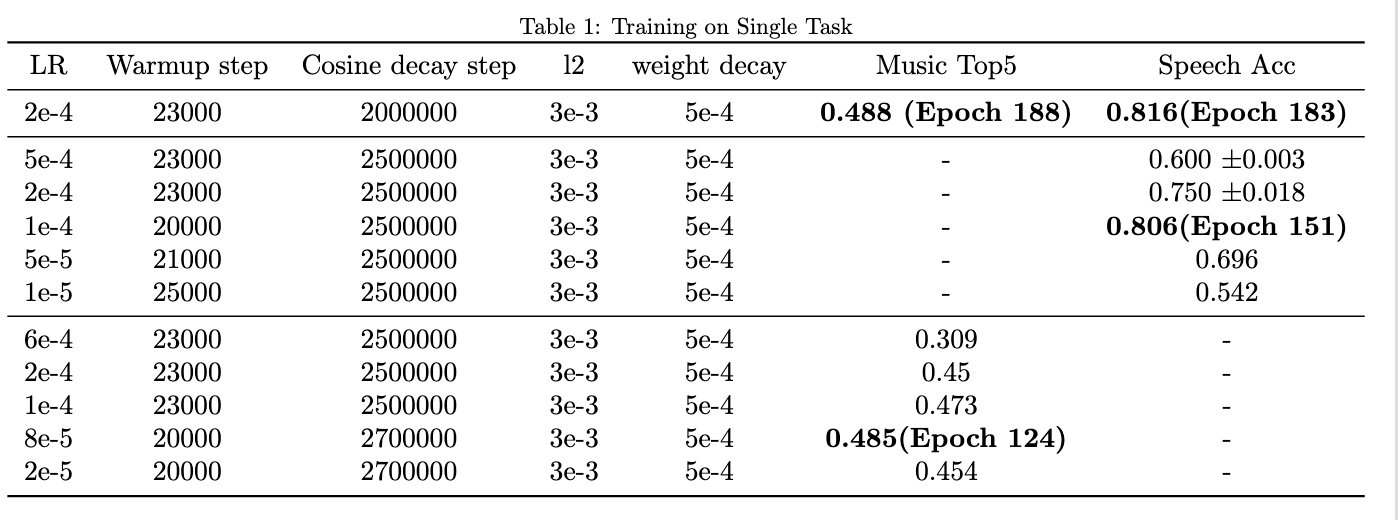 Table 1: Training on Single Task
LR Warmup step Cosine decay step l2 weight decay Music Top5 Speech Acc
2e-4 23000 2000000 3e-3 5e-4 0.488 (Epoch 188) 0.816(Epoch 183)
5e-4 23000 2500000 3e-3 5e-4 - 0.600 ±0.003
2e-4 23000 2500000 3e-3 5e-4 - 0.750 ±0.018
1e-4 20000 2500000 3e-3 5e-4 - 0.806(Epoch 151)
5e-5 21000 2500000 3e-3 5e-4 - 0.696
1e-5 25000 2500000 3e-3 5e-4 - 0.542
6e-4 23000 2500000 3e-3 5e-4 0.309 -
2e-4 23000 2500000 3e-3 5e-4 0.45 -
1e-4 23000 2500000 3e-3 5e-4 0.473 -
8e-5 20000 2700000 3e-3 5e-4 0.485(Epoch 124) -
2e-5 20000 2700000 3e-3 5e-4 0.454 -